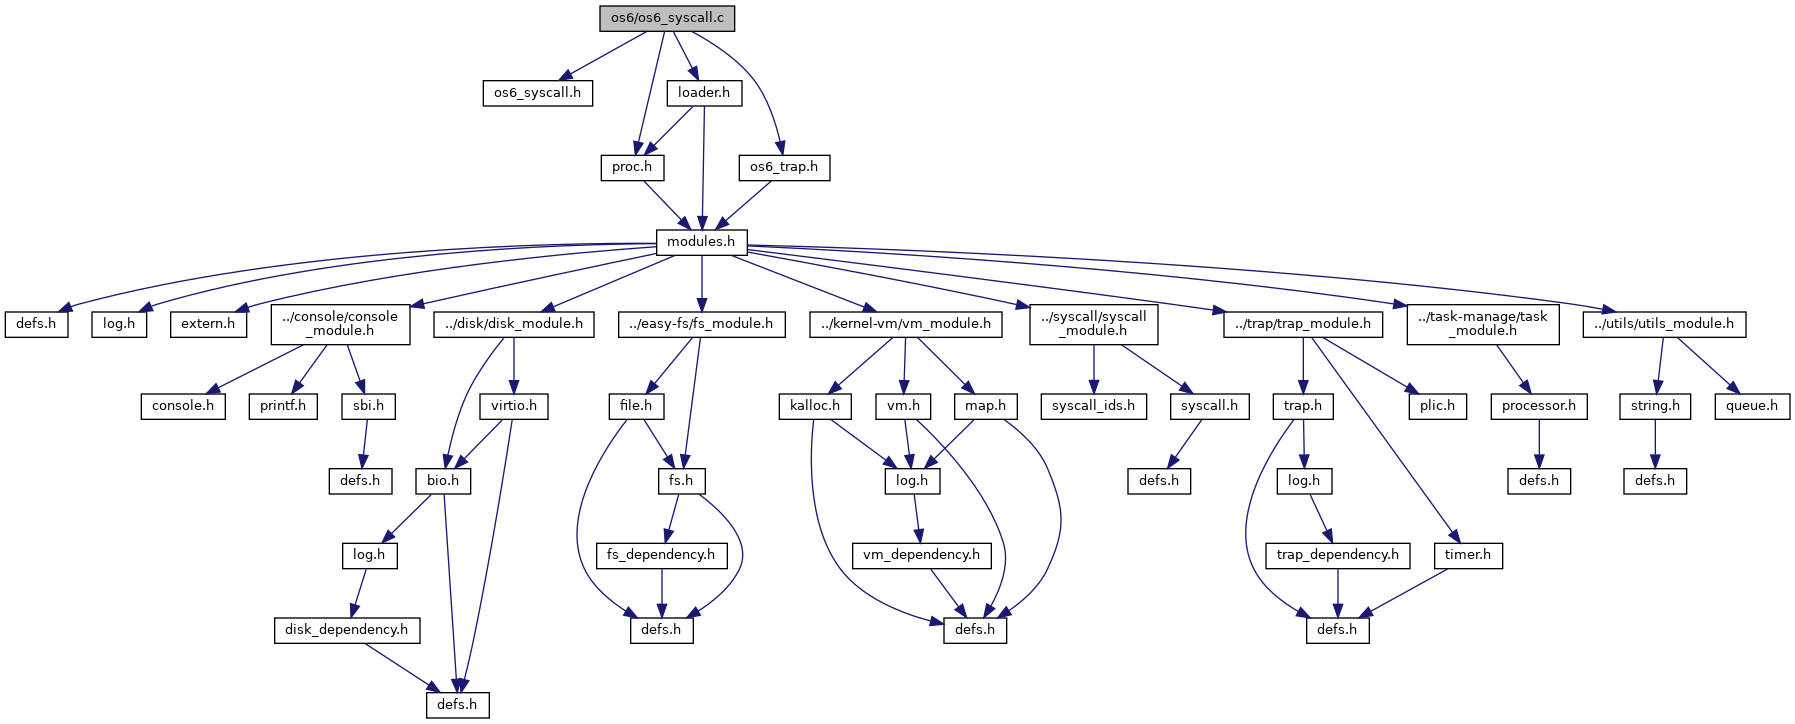 os6/os6_syscall.c
os6_syscall.h
loader.h
proc.h
os6_trap.h
modules.h
defs.h
log.h
extern.h
../console/console
_module.h
../disk/disk_module.h
../easy-fs/fs_module.h
../kernel-vm/vm_module.h
../syscall/syscall
_module.h
../trap/trap_module.h
../task-manage/task
_module.h
../utils/utils_module.h
console.h
printf.h
sbi.h
virtio.h
file.h
kalloc.h
vm.h
map.h
syscall_ids.h
syscall.h
trap.h
plic.h
processor.h
string.h
queue.h
defs.h
bio.h
fs.h
log.h
defs.h
log.h
defs.h
defs.h
log.h
fs_dependency.h
vm_dependency.h
trap_dependency.h
timer.h
disk_dependency.h
defs.h
defs.h
defs.h
defs.h